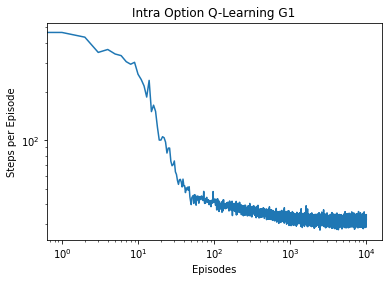 Intra Option Q-Learning G1
Steps per Episode
10²
10⁰
10¹
10²
10³
10⁴
Episodes